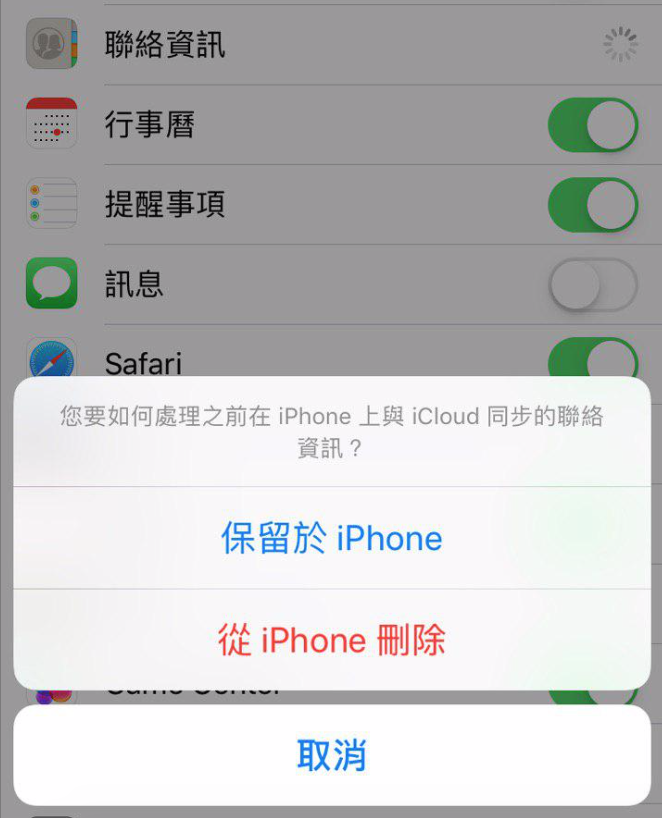 聯絡資訊
行事曆
提醒事項
訊息
Safari
您要如何處理之前在 iPhone 上與 iCloud 同步的聯絡
資訊？
保留於 iPhone
從 iPhone 刪除
Game Center
取消